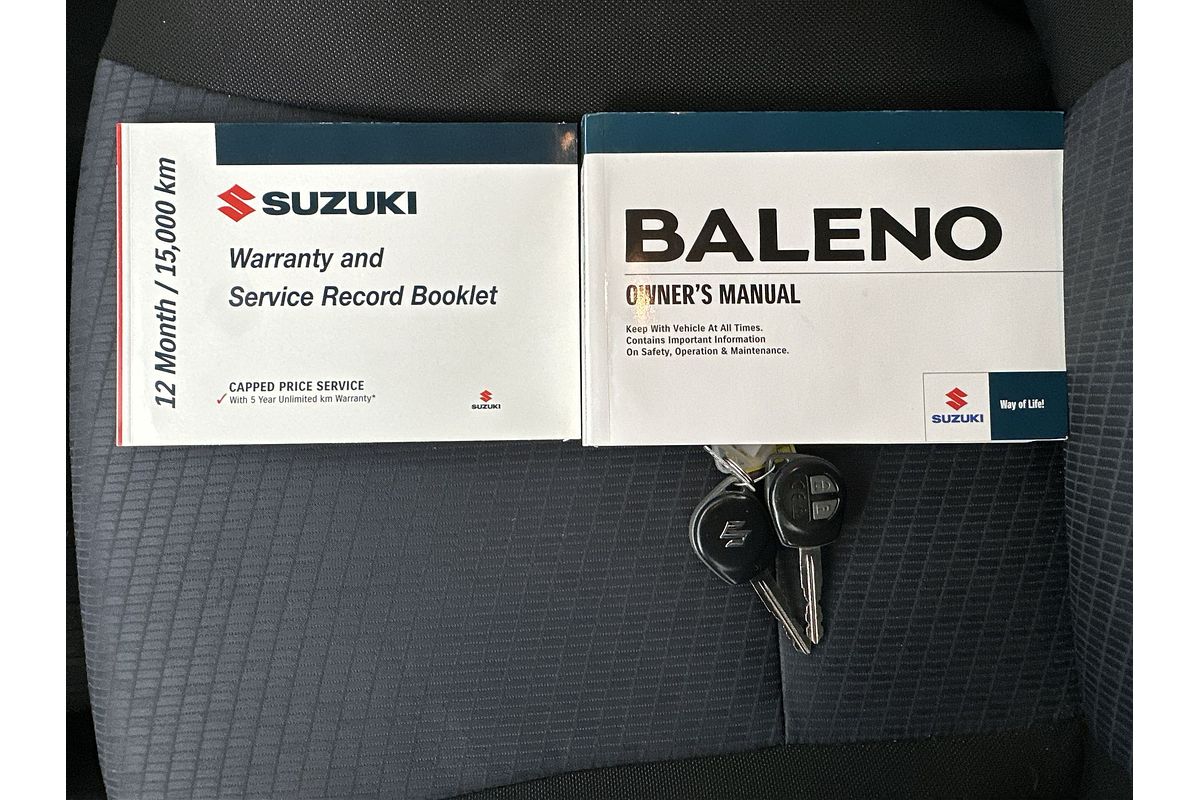 12 Month / 15,000 km
SUZUKI
Warranty and
Service Record Booklet
CAPPED PRICE SERVICE
With 5 Year Unlimited km Warranty*
SUZUKI
BALENO
OWNER'S MANUAL
Keep With Vehicle At All Times.
Contains Important Information
On Safety, Operation & Maintenance.
SUZUKI
Way of Life!